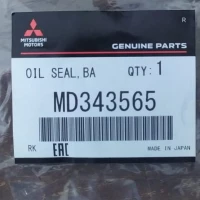 R
MITSUBISHI
MOTORS
GENUINE PARTS
OIL SEAL,BA QTY:1
MD343565
RK EAC MADE IN JAPAN